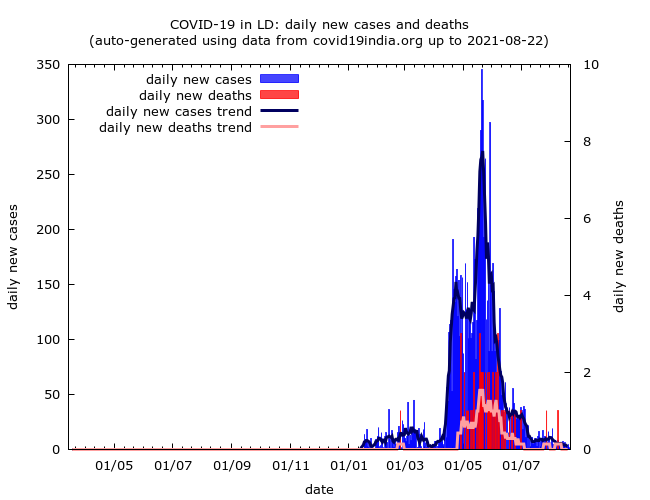 COVID-19 in LD: daily new cases and deaths
(auto-generated using data from covid19india.org up to 2021-08-22)
daily new cases
daily new deaths
daily new cases trend
daily new deaths trend
350
300
250
200
150
100
50
0
10
8
6
4
2
0
daily new cases
daily new deaths
01/05 01/07 01/09 01/11 01/01 01/03 01/05 01/07
date